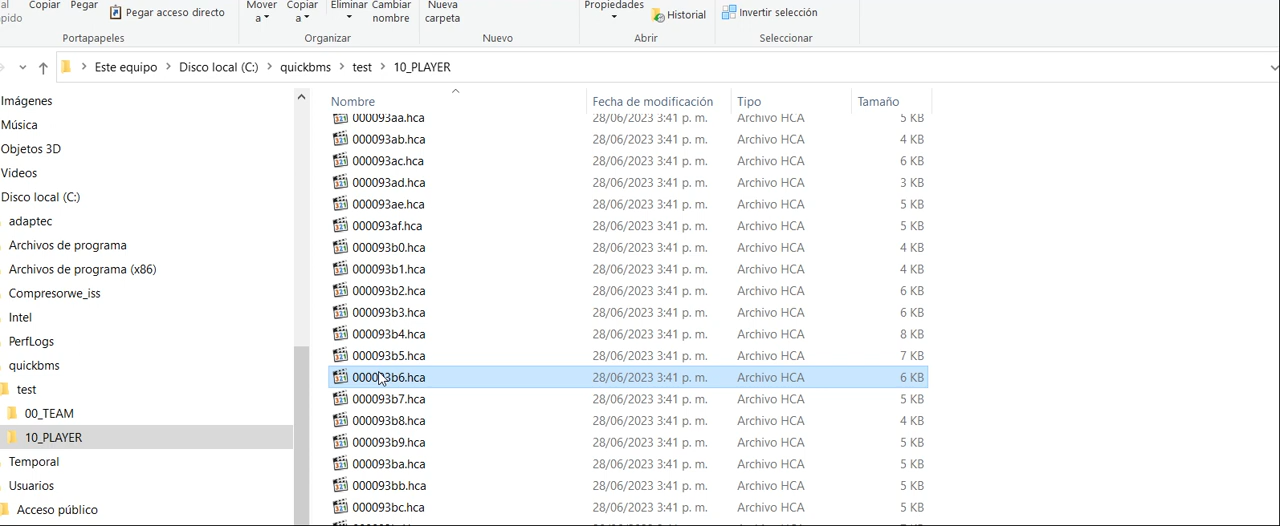 al Copiar Pegar Pegar acceso directo Mover Copiar Eliminar Cambiar Nueva Propiedades Historial Invertir selección
pido a a nombre carpeta
Portapapeles Organizar Nuevo Abrir Seleccionar
Este equipo Disco local (C:) quickbms test 10_PLAYER
Imágenes
Música
Objetos 3D
Videos
Disco local (C:)
adaptec
Archivos de programa
Archivos de programa (x86)
Compresorwe_iss
Intel
PerfLogs
quickbms
test
00_TEAM
10_PLAYER
Temporal
Usuarios
Acceso público
Nombre Fecha de modificación Tipo Tamaño
000093aa.hca 28/06/2023 3:41 p. m. Archivo HCA 5 KB
000093ab.hca 28/06/2023 3:41 p. m. Archivo HCA 4 KB
000093ac.hca 28/06/2023 3:41 p. m. Archivo HCA 6 KB
000093ad.hca 28/06/2023 3:41 p. m. Archivo HCA 3 KB
000093ae.hca 28/06/2023 3:41 p. m. Archivo HCA 5 KB
000093af.hca 28/06/2023 3:41 p. m. Archivo HCA 5 KB
000093b0.hca 28/06/2023 3:41 p. m. Archivo HCA 4 KB
000093b1.hca 28/06/2023 3:41 p. m. Archivo HCA 4 KB
000093b2.hca 28/06/2023 3:41 p. m. Archivo HCA 6 KB
000093b3.hca 28/06/2023 3:41 p. m. Archivo HCA 6 KB
000093b4.hca 28/06/2023 3:41 p. m. Archivo HCA 8 KB
000093b5.hca 28/06/2023 3:41 p. m. Archivo HCA 7 KB
000093b6.hca 28/06/2023 3:41 p. m. Archivo HCA 6 KB
000093b7.hca 28/06/2023 3:41 p. m. Archivo HCA 5 KB
000093b8.hca 28/06/2023 3:41 p. m. Archivo HCA 4 KB
000093b9.hca 28/06/2023 3:41 p. m. Archivo HCA 5 KB
000093ba.hca 28/06/2023 3:41 p. m. Archivo HCA 5 KB
000093bb.hca 28/06/2023 3:41 p. m. Archivo HCA 5 KB
000093bc.hca 28/06/2023 3:41 p. m. Archivo HCA 5 KB